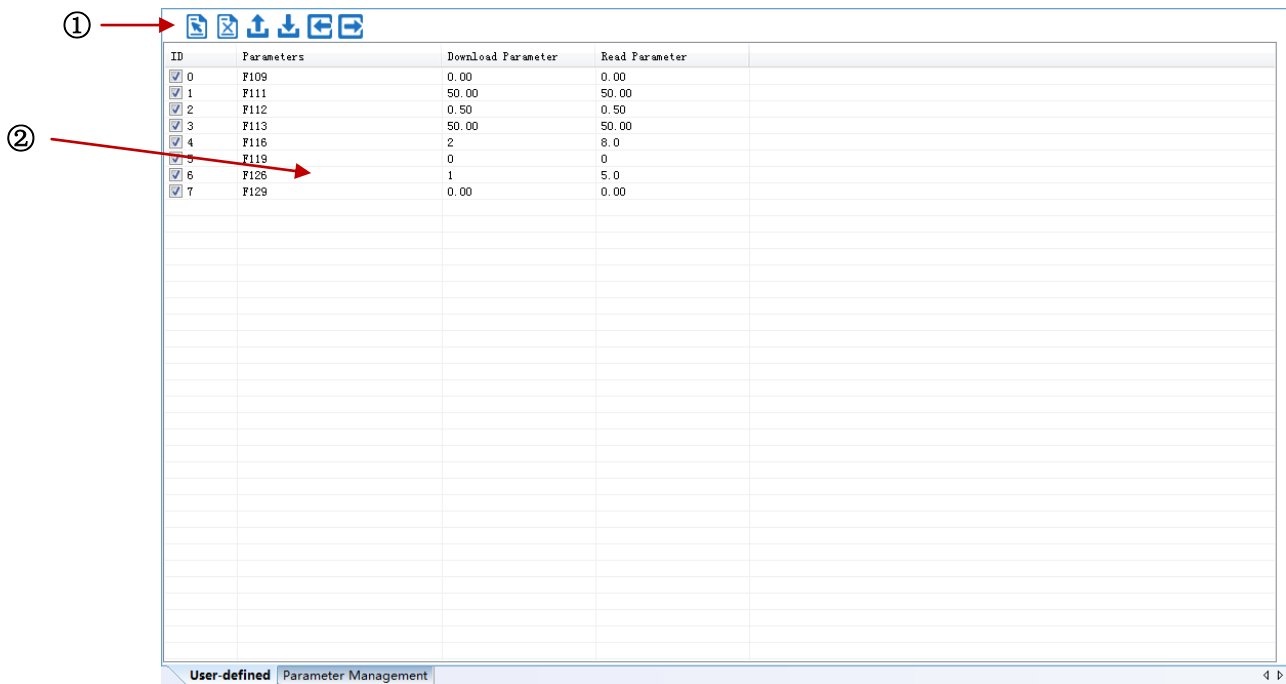 ①
ID Parameters Download Parameter Read Parameter
0 F109 0.00 0.00
1 F111 50.00 50.00
2 F112 0.50 0.50
3 F113 50.00 50.00
②
4 F116 2 8.0
5 F119 0 0
6 F126 1 5.0
7 F129 0.00 0.00
User-defined Parameter Management